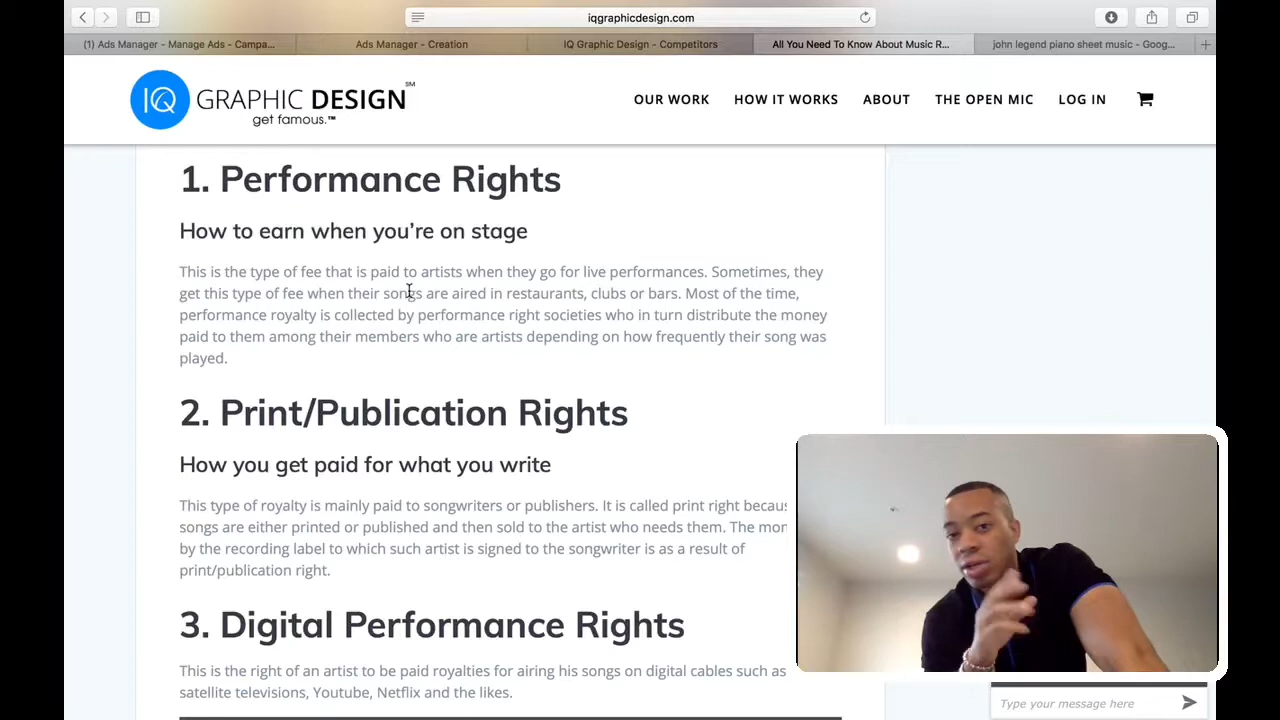 iqgraphicdesign.com
(1) Ads Manager - Manage Ads - Campa...
Ads Manager - Creation
IQ Graphic Design - Competitors
All You Need To Know About Music R...
john legend piano sheet music - Goog...
IQ GRAPHIC DESIGN SM
get famous.™
OUR WORK
HOW IT WORKS
ABOUT
THE OPEN MIC
LOG IN
1. Performance Rights
How to earn when you're on stage
This is the type of fee that is paid to artists when they go for live performances. Sometimes, they
get this type of fee when their songs are aired in restaurants, clubs or bars. Most of the time,
performance royalty is collected by performance right societies who in turn distribute the money
paid to them among their members who are artists depending on how frequently their song was
played.
2. Print/Publication Rights
How you get paid for what you write
This type of royalty is mainly paid to songwriters or publishers. It is called print right becau
songs are either printed or published and then sold to the artist who needs them. The mon
by the recording label to which such artist is signed to the songwriter is as a result of
print/publication right.
3. Digital Performance Rights
This is the right of an artist to be paid royalties for airing his songs on digital cables such as
satellite televisions, Youtube, Netflix and the likes.
Type your message here